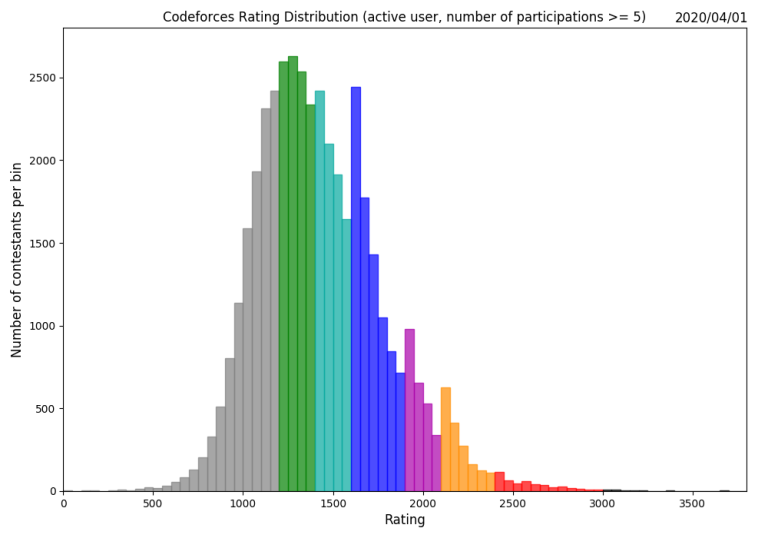 Codeforces Rating Distribution (active user, number of participations >= 5) 2020/04/01
Number of contestants per bin
2500
2000
1500
1000
500
0
0 500 1000 1500 2000 2500 3000 3500
Rating